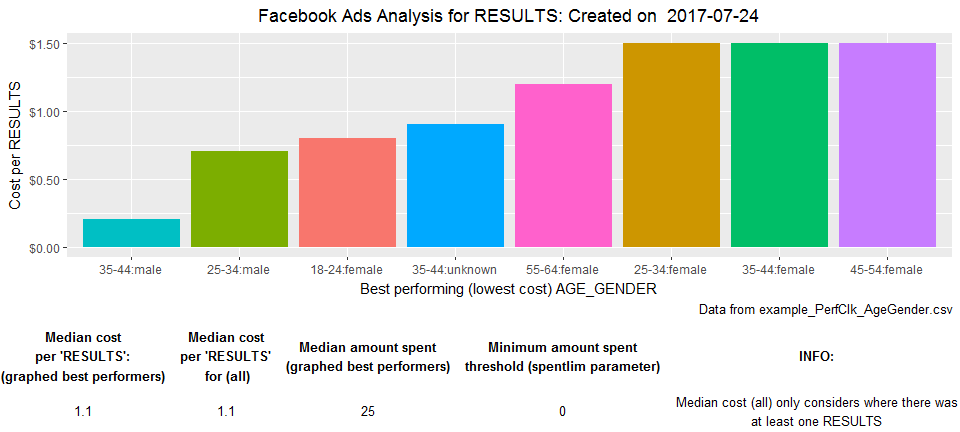 Facebook Ads Analysis for RESULTS: Created on  2017-07-24
Cost per RESULTS
$1.50
$1.00
$0.50
$0.00
35-44:male 25-34:male 18-24:female 35-44:unknown 55-64:female 25-34:female 35-44:female 45-54:female
Best performing (lowest cost) AGE_GENDER
Data from example_PerfClk_AgeGender.csv
Median cost
per 'RESULTS':
(graphed best performers)
Median cost
per 'RESULTS'
for (all)
Median amount spent
(graphed best performers)
Minimum amount spent
threshold (spentlim parameter)
INFO:
1.1 1.1 25 0
Median cost (all) only considers where there was
at least one RESULTS